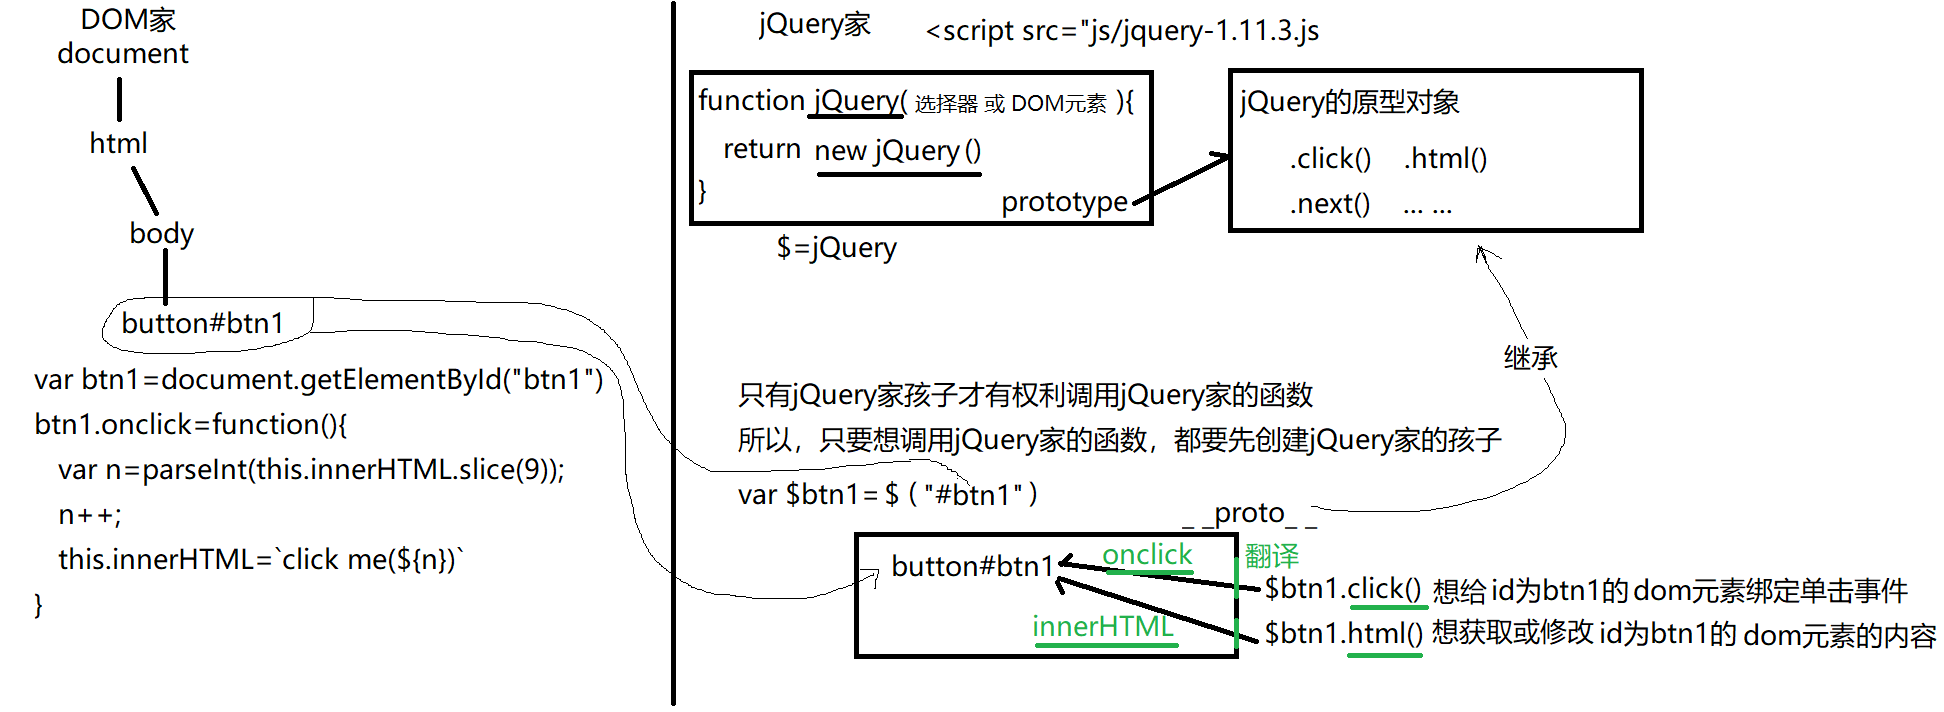 DOM家
document
html
body
button#btn1
var btn1=document.getElementById("btn1")
btn1.onclick=function(){
var n=parseInt(this.innerHTML.slice(9));
n++;
this.innerHTML=`click me(${n})`
}
jQuery家
<script src="js/jquery-1.11.3.js
function jQuery( 选择器 或 DOM元素 ){
return new jQuery()
}
prototype
$=jQuery
jQuery的原型对象
.click() .html()
.next() ... ...
继承
只有jQuery家孩子才有权利调用jQuery家的函数
所以，只要想调用jQuery家的函数，都要先创建jQuery家的孩子
var $btn1=$("#btn1")
_ _proto_ _
button#btn1
onclick
翻译
$btn1.click() 想给id为btn1的dom元素绑定单击事件
innerHTML
$btn1.html() 想获取或修改id为btn1的dom元素的内容